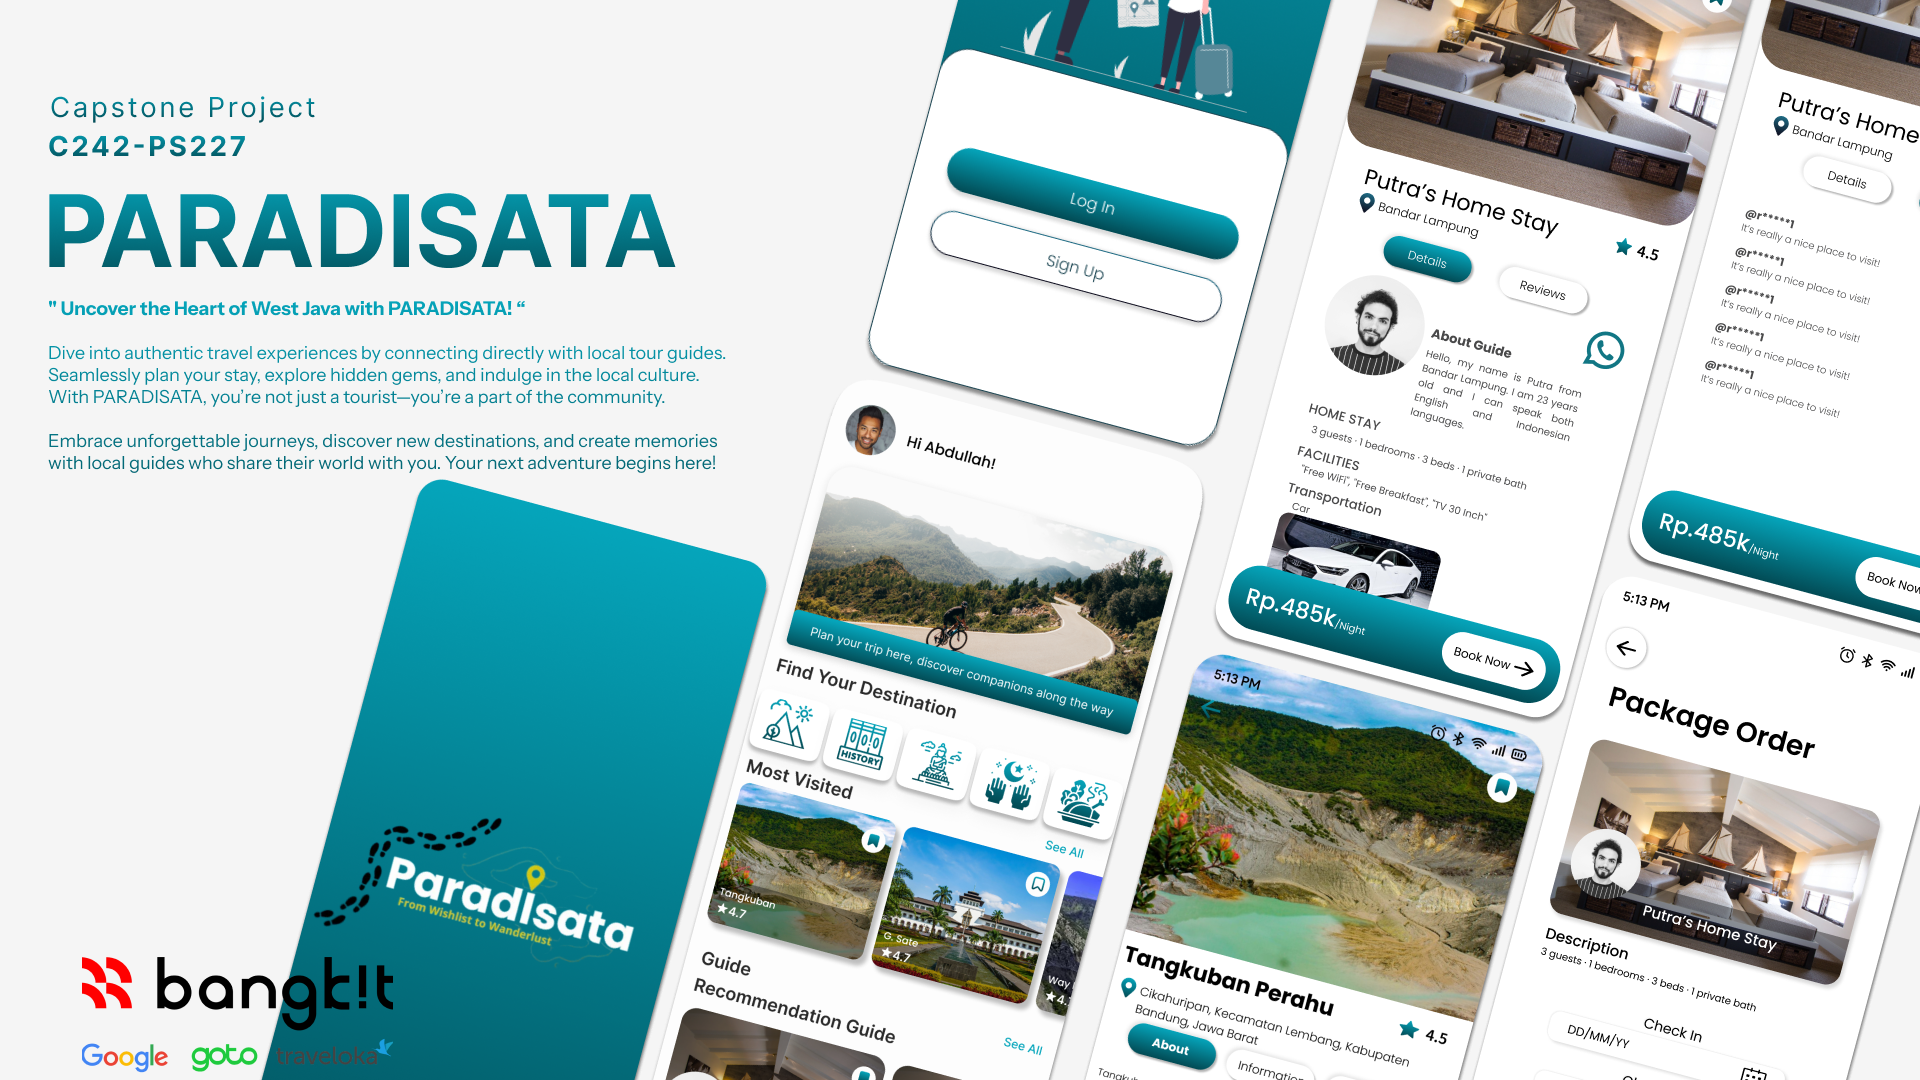 Capstone Project
C242-PS227
PARADISATA
" Uncover the Heart of West Java with PARADISATA! “
Dive into authentic travel experiences by connecting directly with local tour guides.
Seamlessly plan your stay, explore hidden gems, and indulge in the local culture.
With PARADISATA, you’re not just a tourist—you’re a part of the community.
Embrace unforgettable journeys, discover new destinations, and create memories
with local guides who share their world with you. Your next adventure begins here!
ParadIsata
From Wishlist to Wanderlust
bangk!t
Google goto traveloka
Log In
Sign Up
Hi Abdullah!
Plan your trip here, discover companions along the way
Find Your Destination
HISTORY
Most Visited
See All
Tangkuban
4.7
G. Sate
4.7
Way
4.
Guide
Recommendation Guide
See All
Putra’s Home Stay
Bandar Lampung
4.5
Details
Reviews
About Guide
Hello, my name is Putra from
Bandar Lampung. I am 23 years
old and I can speak both
English and Indonesian
languages.
HOME STAY
3 guests · 1 bedrooms · 3 beds · 1 private bath
FACILITIES
"Free WiFi", "Free Breakfast", "TV 30 Inch"
Transportation
Car
Rp.485k/Night
Book Now
5:13 PM
Tangkuban Perahu
Cikahuripan, Kecamatan Lembang, Kabupaten
Bandung, Jawa Barat
4.5
About
Informatio
Tangkub
Putra’s Home
Bandar Lampung
Details
@r*****1
It’s really a nice place to visit!
@r*****1
It’s really a nice place to visit!
@r*****1
It’s really a nice place to visit!
@r*****1
It’s really a nice place to visit!
@r*****1
It’s really a nice place to visit!
Rp.485k/Night
Book Now
5:13 PM
Package Order
Putra’s Home Stay
Description
3 guests · 1 bedrooms · 3 beds · 1 private bath
Check In
DD/MM/YY